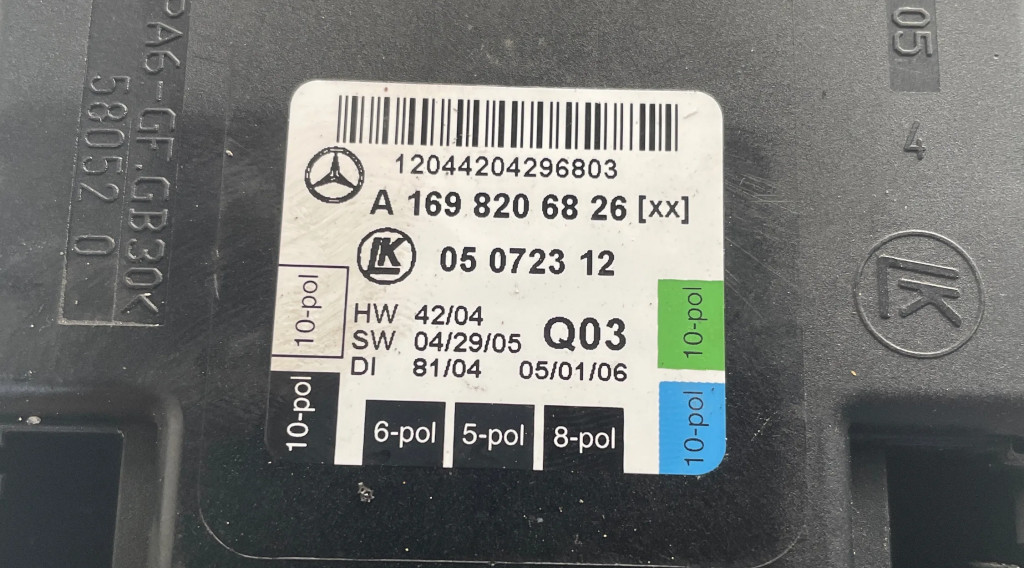 PA6-GF.GB30K
58052 0
05
4
LK
12044204296803
A 169 820 68 26 [xx]
LK 05 0723 12
HW 42/04
SW 04/29/05 Q03
DI 81/04 05/01/06
10-pol
10-pol
6-pol 5-pol 8-pol
10-pol
10-pol